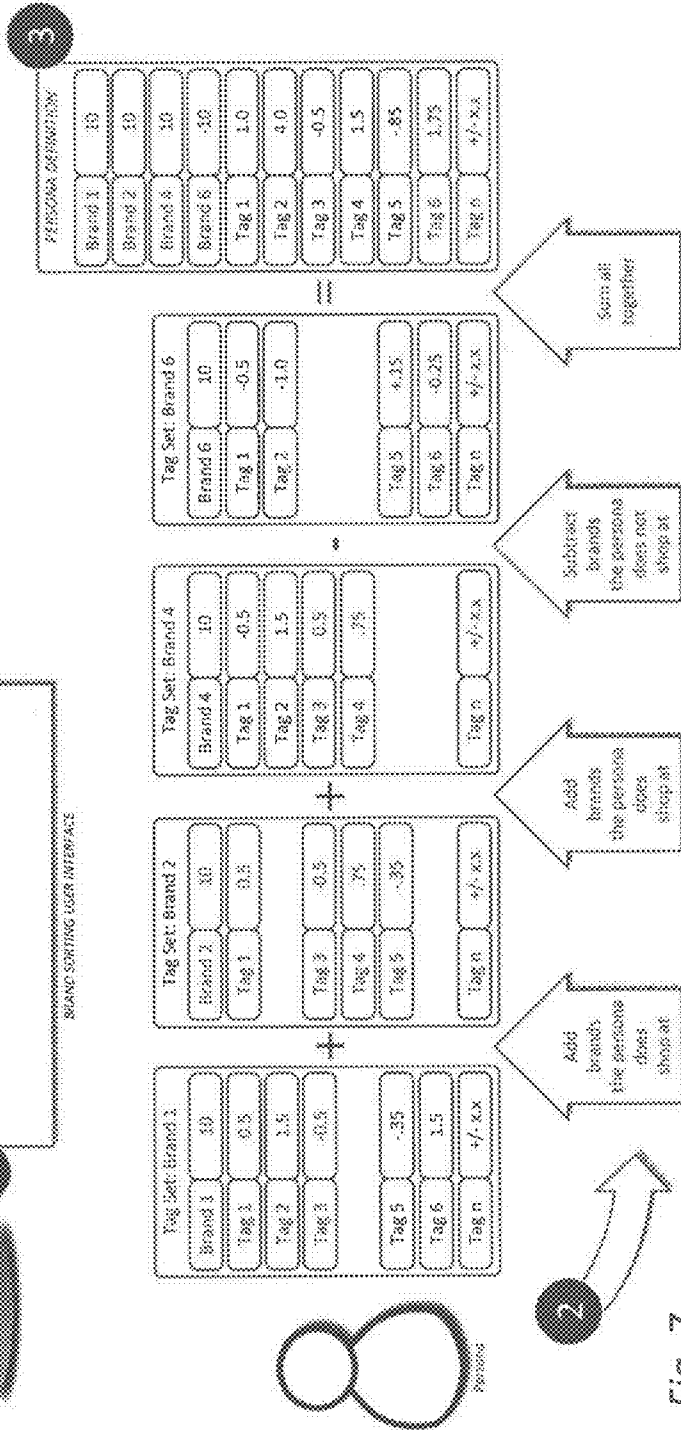 BRAND SORTING USER INTERFACE
Persona
Tag Set: Brand 1
Brand 1 10
Tag 1 0.5
Tag 2 1.5
Tag 3 -0.5
Tag 5 -.35
Tag 6 1.5
Tag n +/- x.x
+
Tag Set: Brand 2
Brand 2 10
Tag 1 0.5
Tag 3 -0.5
Tag 4 .75
Tag 5 -.35
Tag n +/- x.x
+
Tag Set: Brand 4
Brand 4 10
Tag 1 -0.5
Tag 2 1.5
Tag 3 0.5
Tag 4 .75
Tag n +/- x.x
-
Tag Set: Brand 6
Brand 6 10
Tag 1 -0.5
Tag 2 -1.0
Tag 5 +.15
Tag 6 -0.25
Tag n +/- x.x
=
PERSONA DEFINITION
Brand 1 10
Brand 2 10
Brand 4 10
Brand 6 -10
Tag 1 1.0
Tag 2 4.0
Tag 3 -0.5
Tag 4 1.5
Tag 5 -.85
Tag 6 1.75
Tag n +/- x.x
3
2
Add
brand's
the persona
does
shop at
Add
brands
the persona
does
shop at
Subtract
brands
the persona
does not
shop at
Sum all
together
Fig. 7